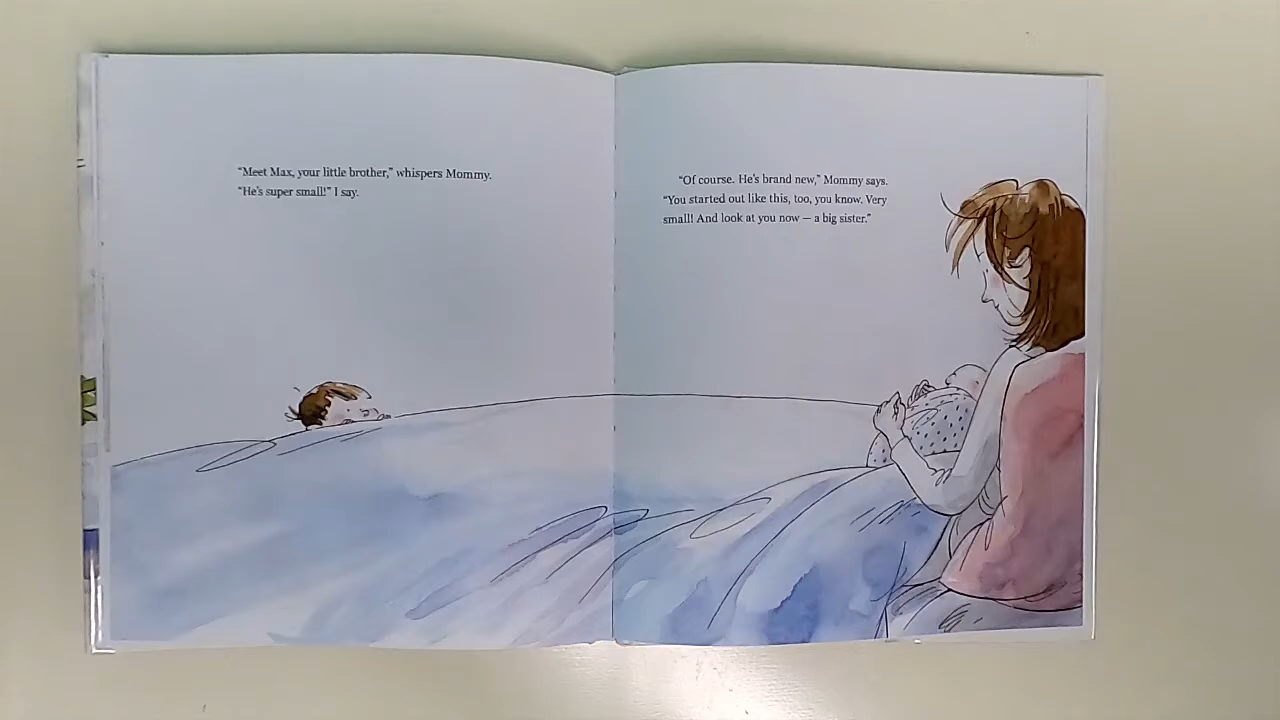 “Meet Max, your little brother,” whispers Mommy.
“He’s super small!” I say.
“Of course. He’s brand new,” Mommy says.
“You started out like this, too, you know. Very
small! And look at you now — a big sister.”